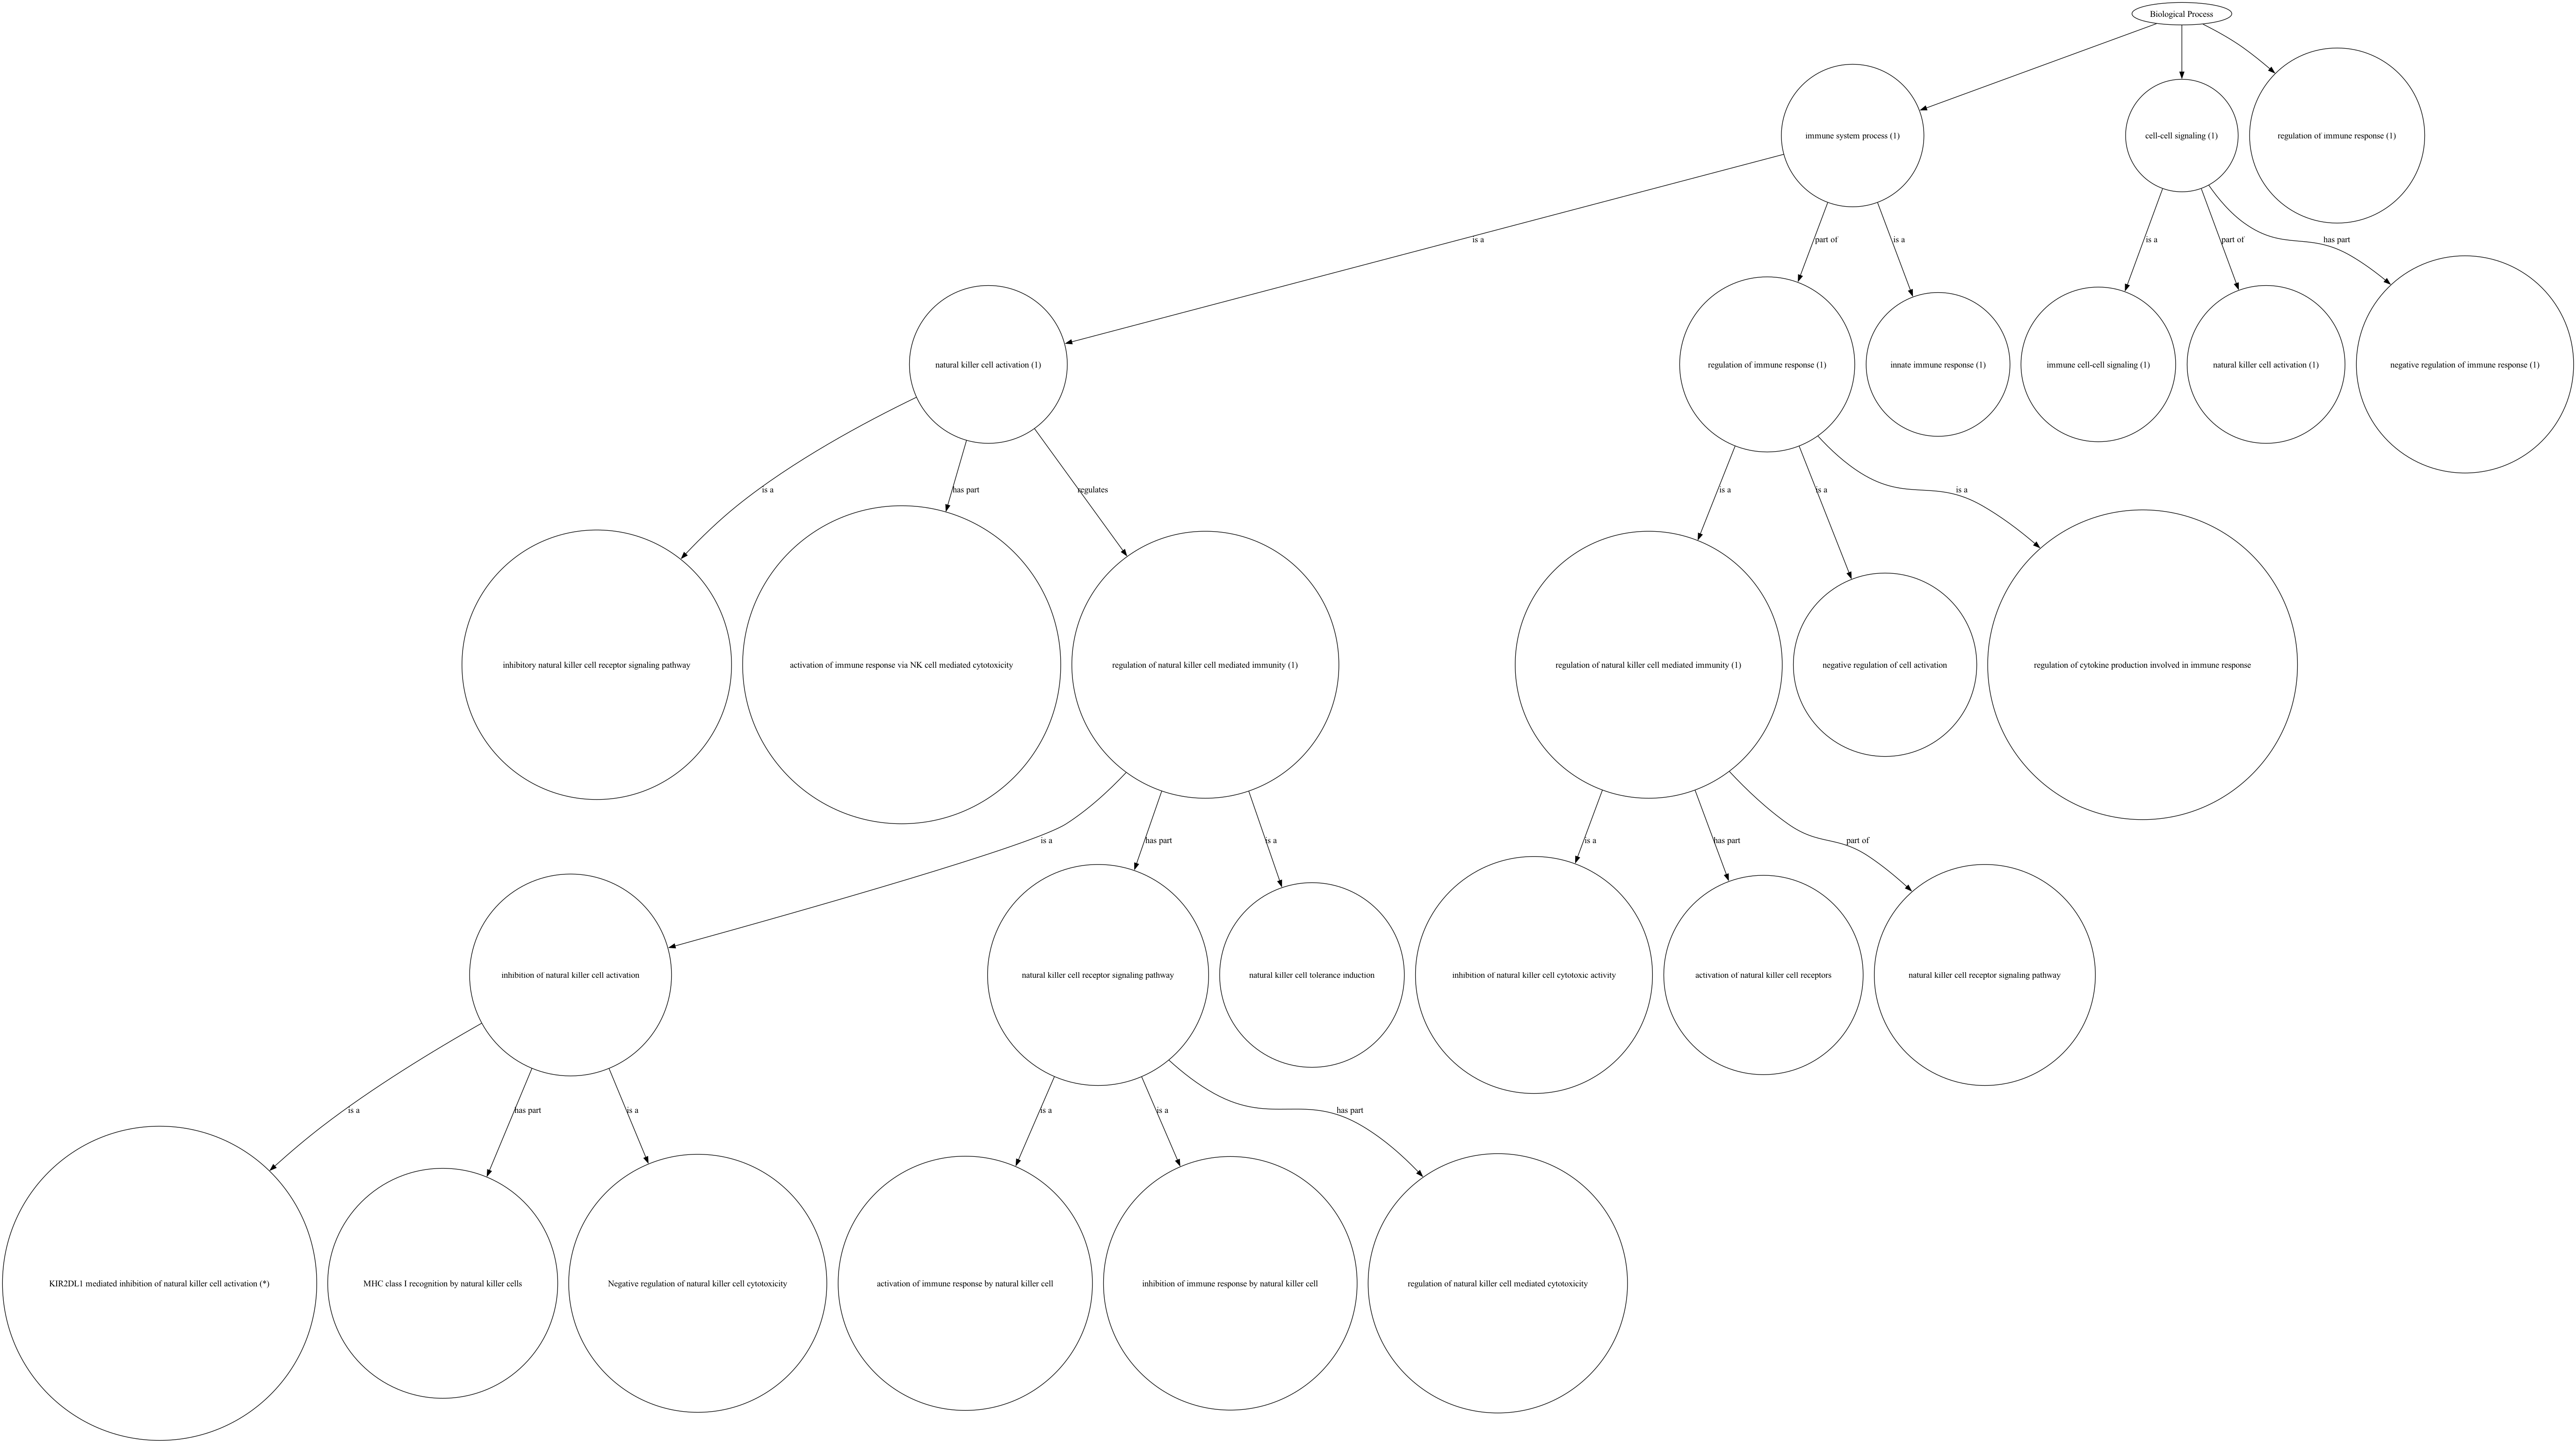 Biological Process
immune system process (1)
cell-cell signaling (1)
regulation of immune response (1)
is a
part of
is a
is a
part of
has part
natural killer cell activation (1)
regulation of immune response (1)
innate immune response (1)
immune cell-cell signaling (1)
natural killer cell activation (1)
negative regulation of immune response (1)
is a
has part
regulates
is a
is a
is a
inhibitory natural killer cell receptor signaling pathway
activation of immune response via NK cell mediated cytotoxicity
regulation of natural killer cell mediated immunity (1)
regulation of natural killer cell mediated immunity (1)
negative regulation of cell activation
regulation of cytokine production involved in immune response
is a
has part
is a
is a
has part
part of
inhibition of natural killer cell activation
natural killer cell receptor signaling pathway
natural killer cell tolerance induction
inhibition of natural killer cell cytotoxic activity
activation of natural killer cell receptors
natural killer cell receptor signaling pathway
is a
has part
is a
is a
is a
has part
KIR2DL1 mediated inhibition of natural killer cell activation (*)
MHC class I recognition by natural killer cells
Negative regulation of natural killer cell cytotoxicity
activation of immune response by natural killer cell
inhibition of immune response by natural killer cell
regulation of natural killer cell mediated cytotoxicity